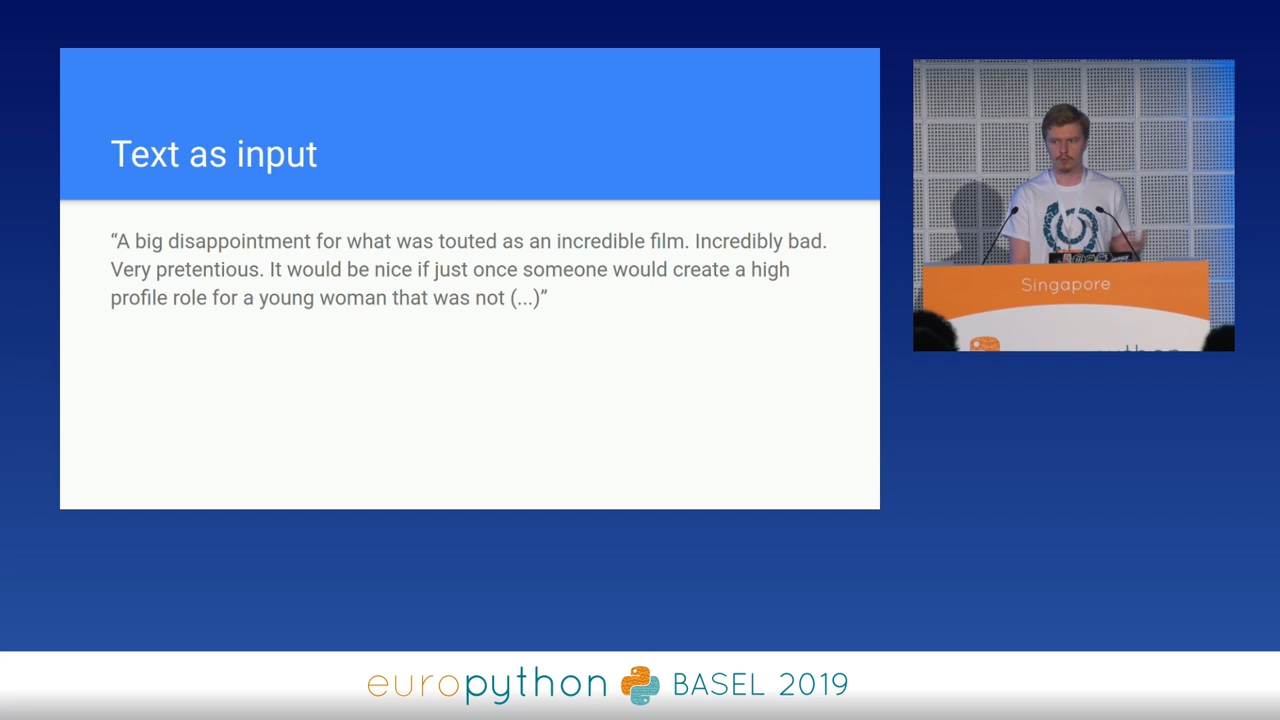 Text as input
“A big disappointment for what was touted as an incredible film. Incredibly bad.
Very pretentious. It would be nice if just once someone would create a high
profile role for a young woman that was not (...)”
Singapore
europython BASEL 2019